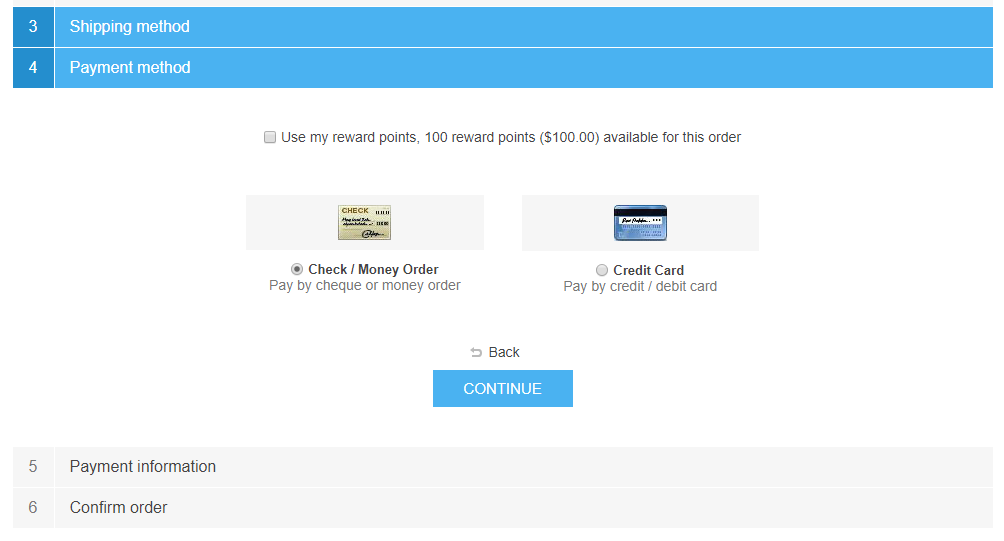 3 Shipping method
4 Payment method
Use my reward points, 100 reward points ($100.00) available for this order
CHECK
Check / Money Order
Pay by cheque or money order
Credit Card
Pay by credit / debit card
Back
CONTINUE
5 Payment information
6 Confirm order